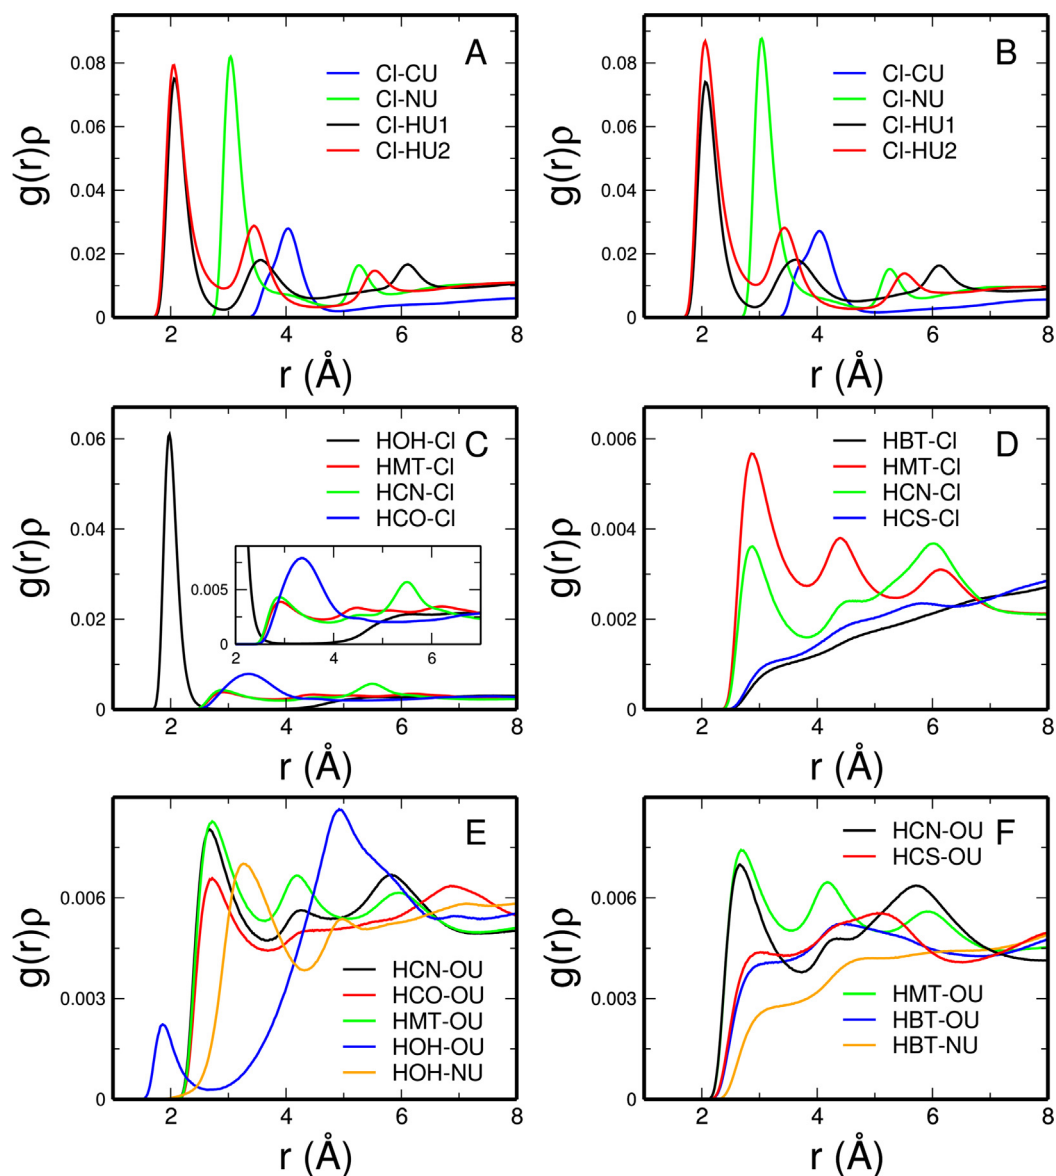 A
Cl-CU
Cl-NU
Cl-HU1
Cl-HU2
g(r)ρ
0.08
0.06
0.04
0.02
0
2 4 6 8
r (Å)
B
Cl-CU
Cl-NU
Cl-HU1
Cl-HU2
g(r)ρ
0.08
0.06
0.04
0.02
0
2 4 6 8
r (Å)
C
HOH-Cl
HMT-Cl
HCN-Cl
HCO-Cl
g(r)ρ
0.06
0.04
0.02
0
0.005
0
2 4 6
2 4 6 8
r (Å)
D
HBT-Cl
HMT-Cl
HCN-Cl
HCS-Cl
g(r)ρ
0.006
0.004
0.002
0
2 4 6 8
r (Å)
E
HCN-OU
HCO-OU
HMT-OU
HOH-OU
HOH-NU
g(r)ρ
0.006
0.003
0
2 4 6 8
r (Å)
F
HCN-OU
HCS-OU
HMT-OU
HBT-OU
HBT-NU
g(r)ρ
0.006
0.003
0
2 4 6 8
r (Å)